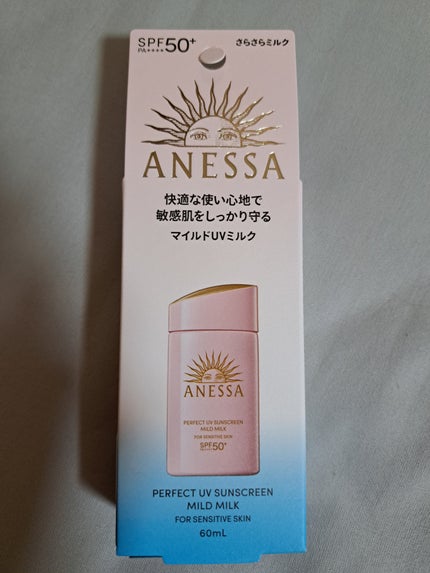 SPF50+
PA++++
さらさらミルク
ANESSA
快適な使い心地で
敏感肌をしっかり守る
マイルドUVミルク
ANESSA
PERFECT UV SUNSCREEN
MILD MILK
FOR SENSITIVE SKIN
SPF50+
PERFECT UV SUNSCREEN
MILD MILK
FOR SENSITIVE SKIN
60mL